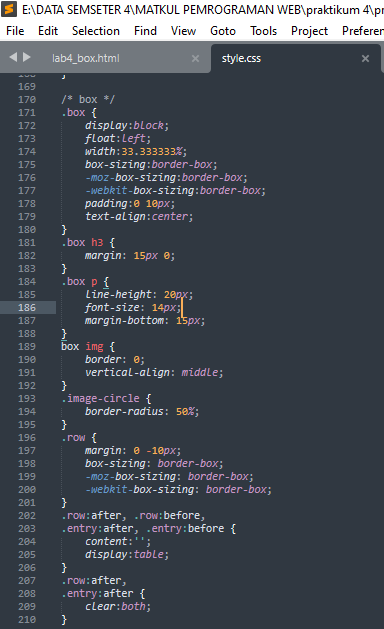 E:\DATA SEMSETER 4\MATKUL PEMROGRAMAN WEB\praktikum 4\pr
File Edit Selection Find View Goto Tools Project Preferen
lab4_box.html × style.css ×
168 }
169
170 /* box */
171 .box {
172 display:block;
173 float:left;
174 width:33.333333%;
175 box-sizing:border-box;
176 -moz-box-sizing:border-box;
177 -webkit-box-sizing:border-box;
178 padding:0 10px;
179 text-align:center;
180 }
181 .box h3 {
182 margin: 15px 0;
183 }
184 .box p {
185 line-height: 20px;
186 font-size: 14px;
187 margin-bottom: 15px;
188 }
189 box img {
190 border: 0;
191 vertical-align: middle;
192 }
193 .image-circle {
194 border-radius: 50%;
195 }
196 .row {
197 margin: 0 -10px;
198 box-sizing: border-box;
199 -moz-box-sizing: border-box;
200 -webkit-box-sizing: border-box;
201 }
202 .row:after, .row:before,
203 .entry:after, .entry:before {
204 content:'';
205 display:table;
206 }
207 .row:after,
208 .entry:after {
209 clear:both;
210 }